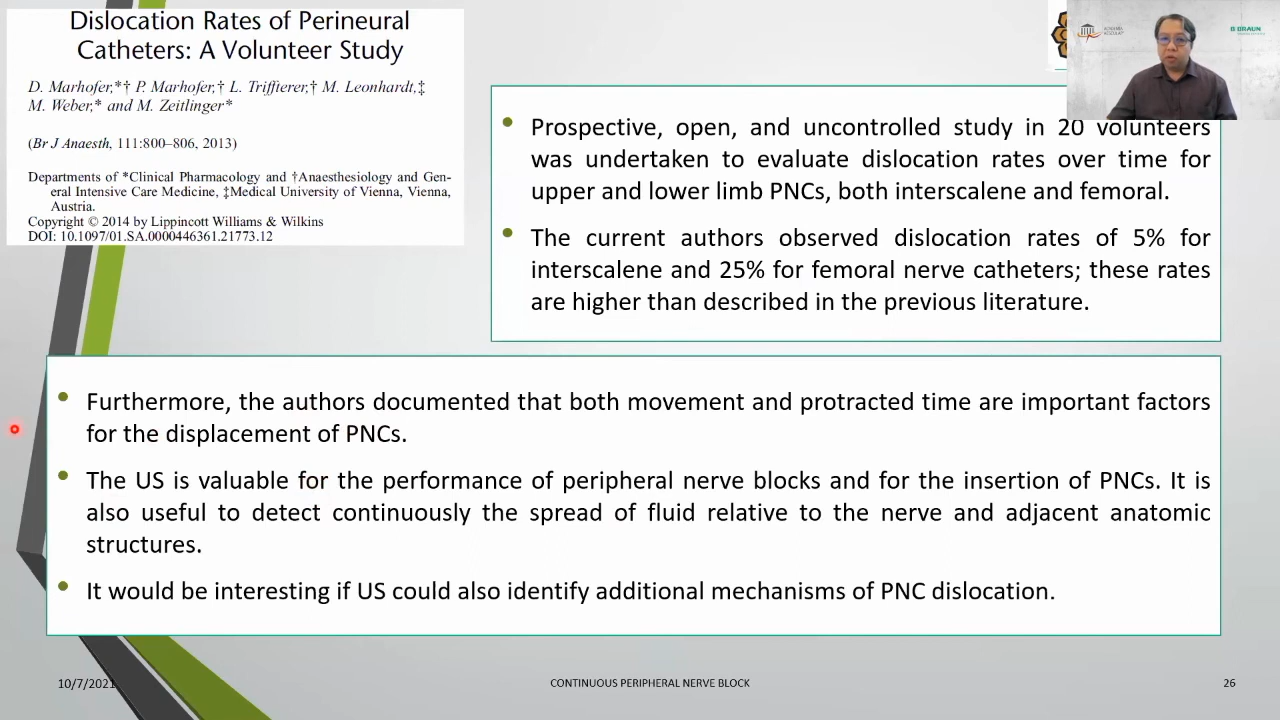 Dislocation Rates of Perineural
Catheters: A Volunteer Study
D. Marhofer,*† P. Marhofer,† L. Triffterer,† M. Leonhardt,‡
M. Weber,* and M. Zeitlinger*
(Br J Anaesth, 111:800–806, 2013)
Departments of *Clinical Pharmacology and †Anaesthesiology and Gen-
eral Intensive Care Medicine, ‡Medical University of Vienna, Vienna,
Austria.
Copyright © 2014 by Lippincott Williams & Wilkins
DOI: 10.1097/01.SA.0000446361.21773.12
B BRAUN
• Prospective, open, and uncontrolled study in 20 volunteers
was undertaken to evaluate dislocation rates over time for
upper and lower limb PNCs, both interscalene and femoral.
• The current authors observed dislocation rates of 5% for
interscalene and 25% for femoral nerve catheters; these rates
are higher than described in the previous literature.
• Furthermore, the authors documented that both movement and protracted time are important factors
for the displacement of PNCs.
• The US is valuable for the performance of peripheral nerve blocks and for the insertion of PNCs. It is
also useful to detect continuously the spread of fluid relative to the nerve and adjacent anatomic
structures.
• It would be interesting if US could also identify additional mechanisms of PNC dislocation.
10/7/2021
CONTINUOUS PERIPHERAL NERVE BLOCK
26